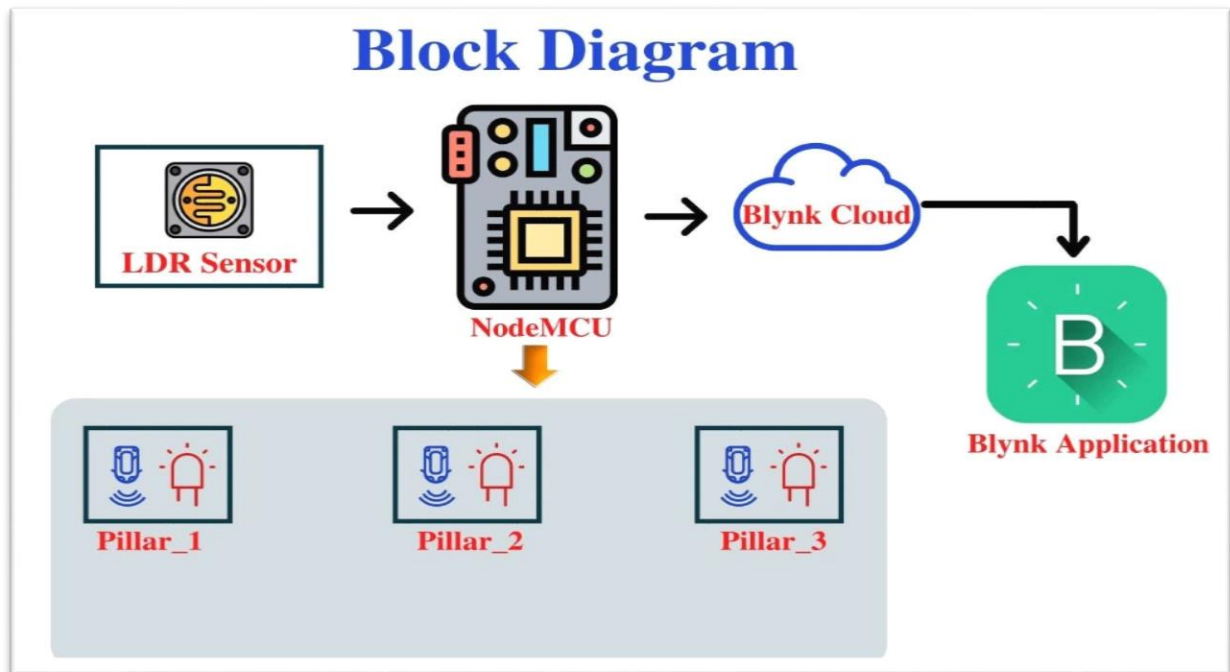 Block Diagram
LDR Sensor
NodeMCU
Blynk Cloud
B
Blynk Application
Pillar_1
Pillar_2
Pillar_3